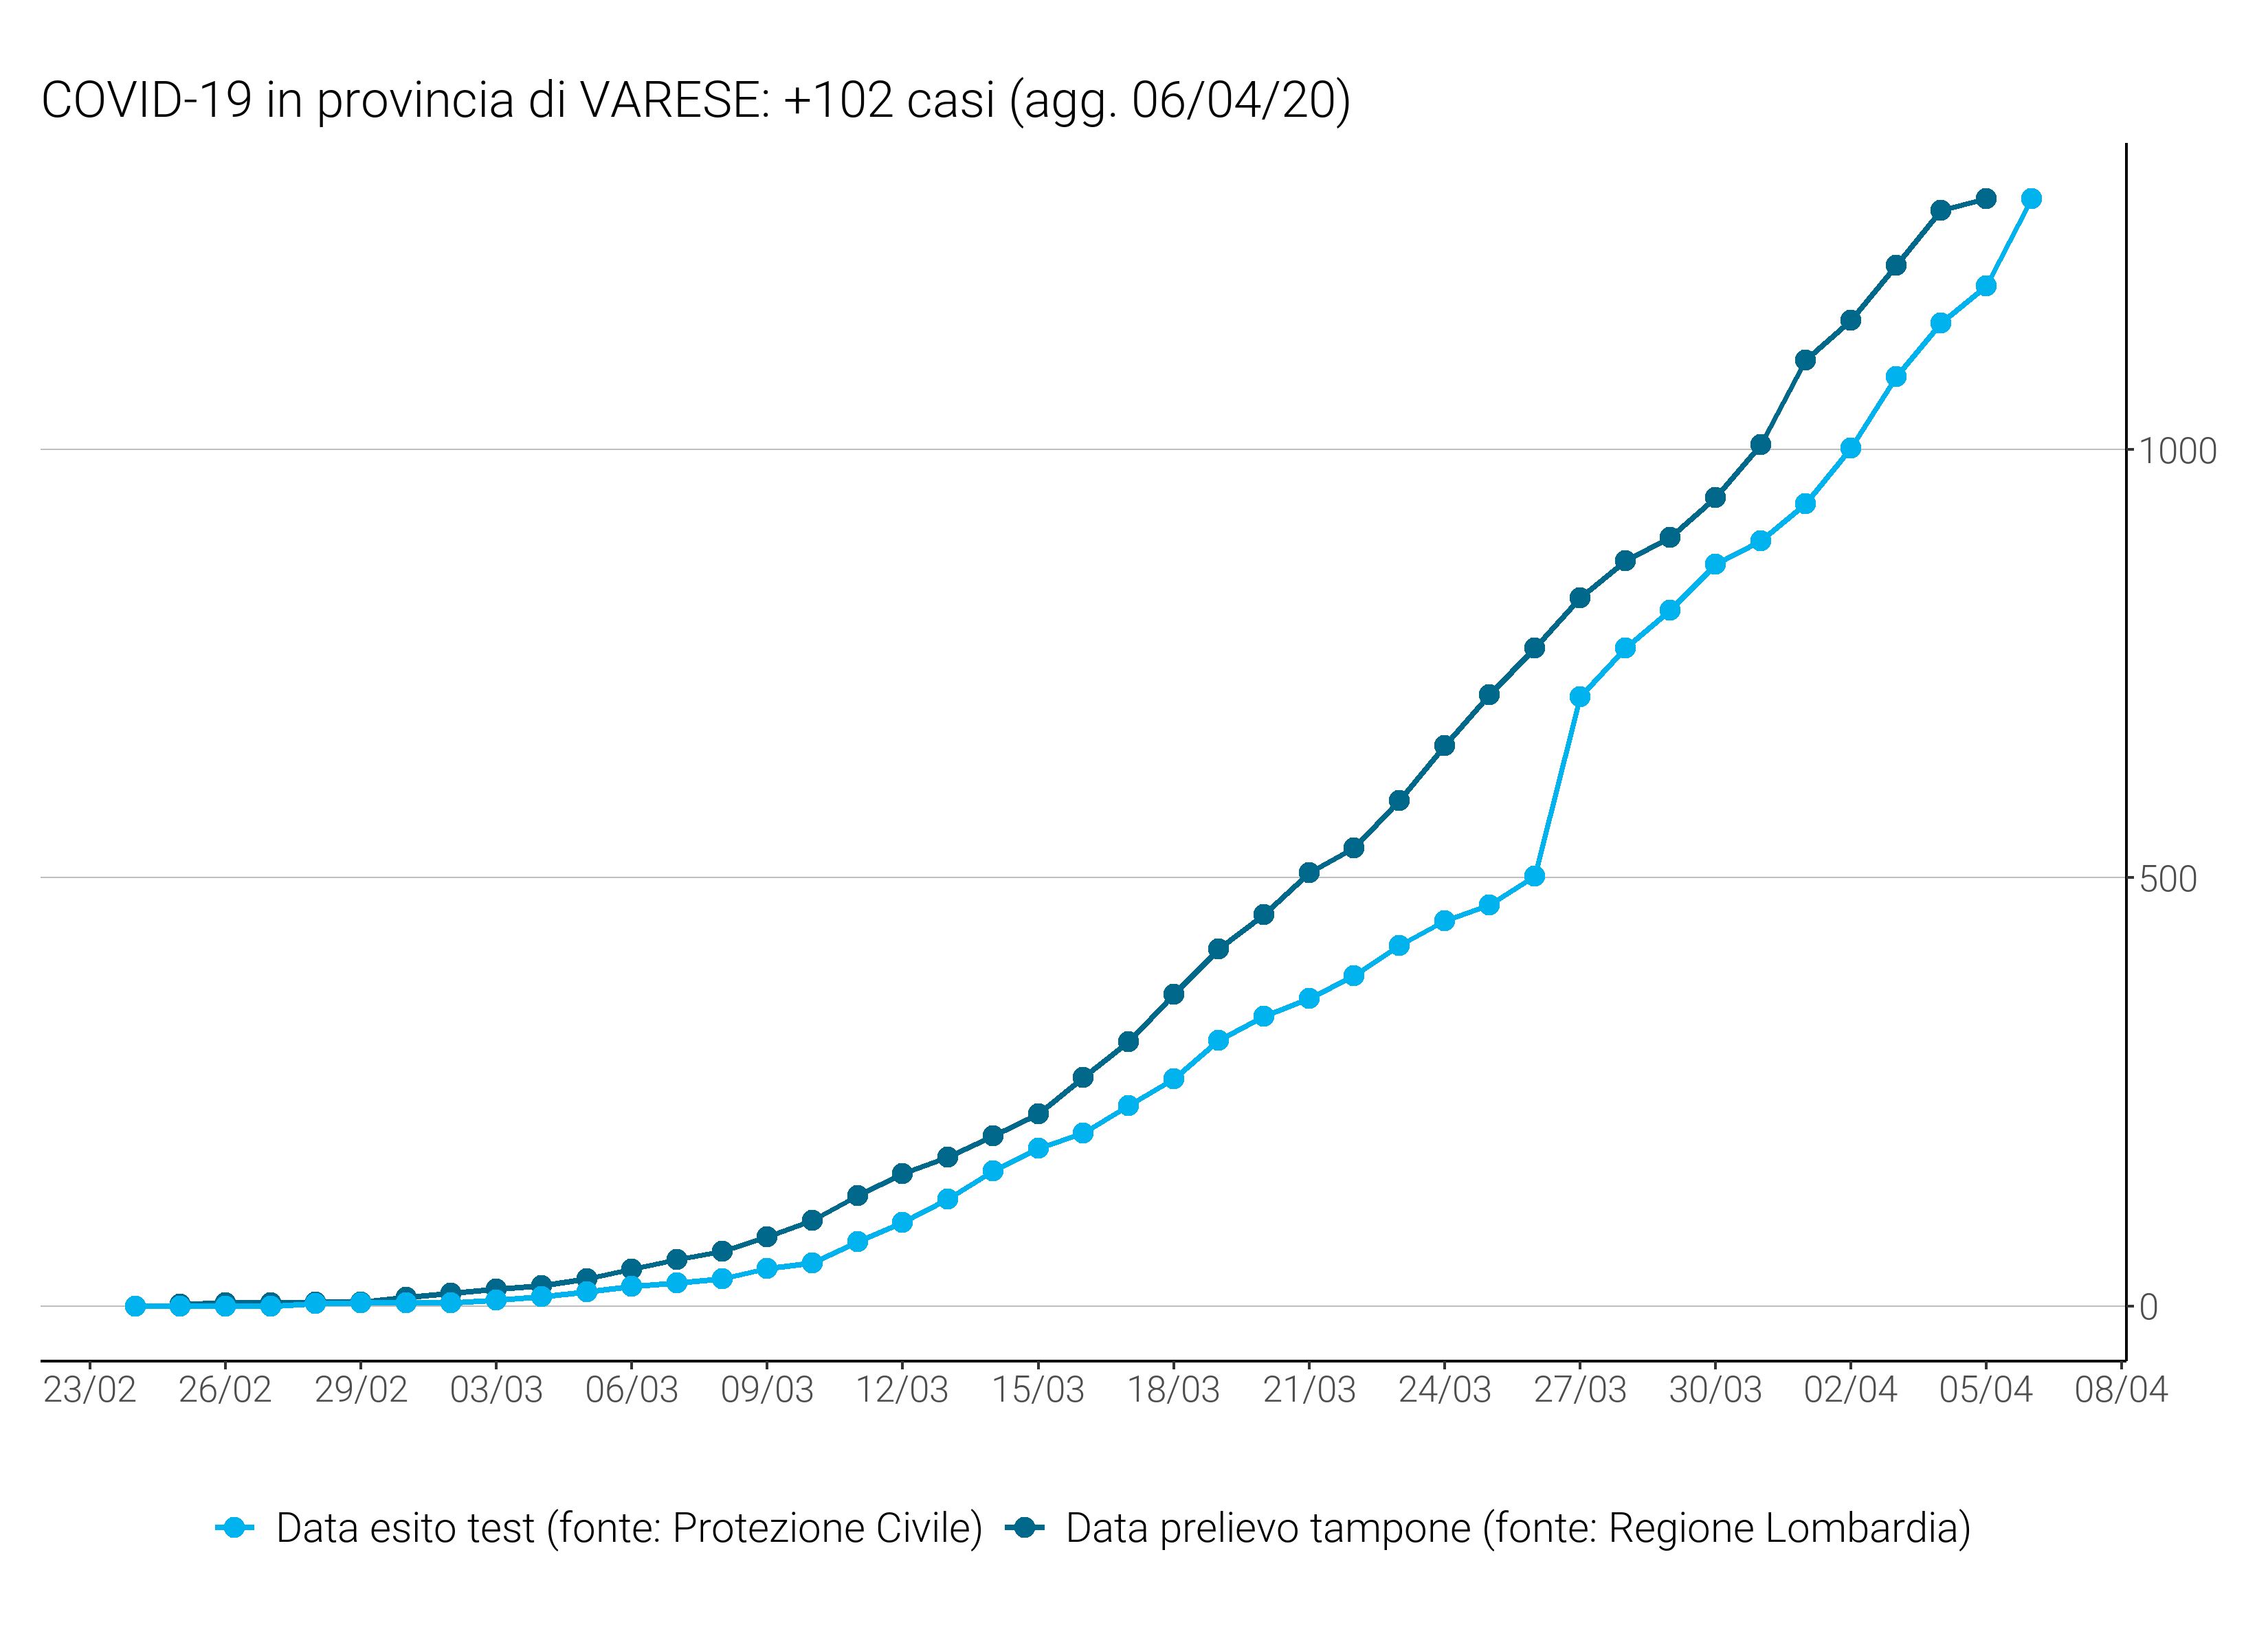 COVID-19 in provincia di VARESE: +102 casi (agg. 06/04/20)
1000
500
0
23/02 26/02 29/02 03/03 06/03 09/03 12/03 15/03 18/03 21/03 24/03 27/03 30/03 02/04 05/04 08/04
Data esito test (fonte: Protezione Civile) Data prelievo tampone (fonte: Regione Lombardia)